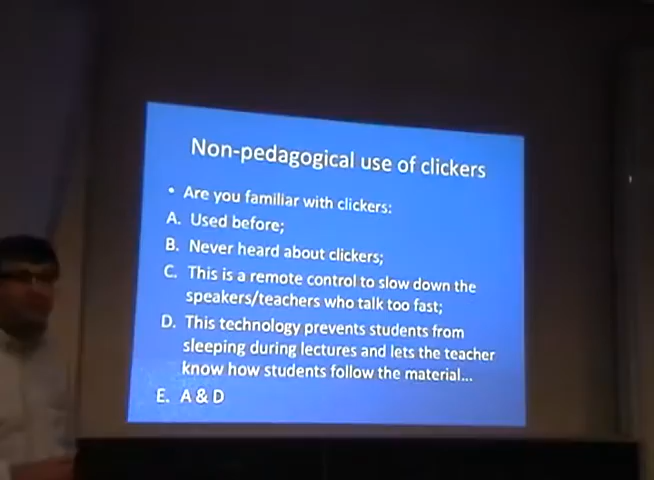 Non-pedagogical use of clickers
• Are you familiar with clickers:
A. Used before;
B. Never heard about clickers;
C. This is a remote control to slow down the
speakers/teachers who talk too fast;
D. This technology prevents students from
sleeping during lectures and lets the teacher
know how students follow the material...
E. A & D